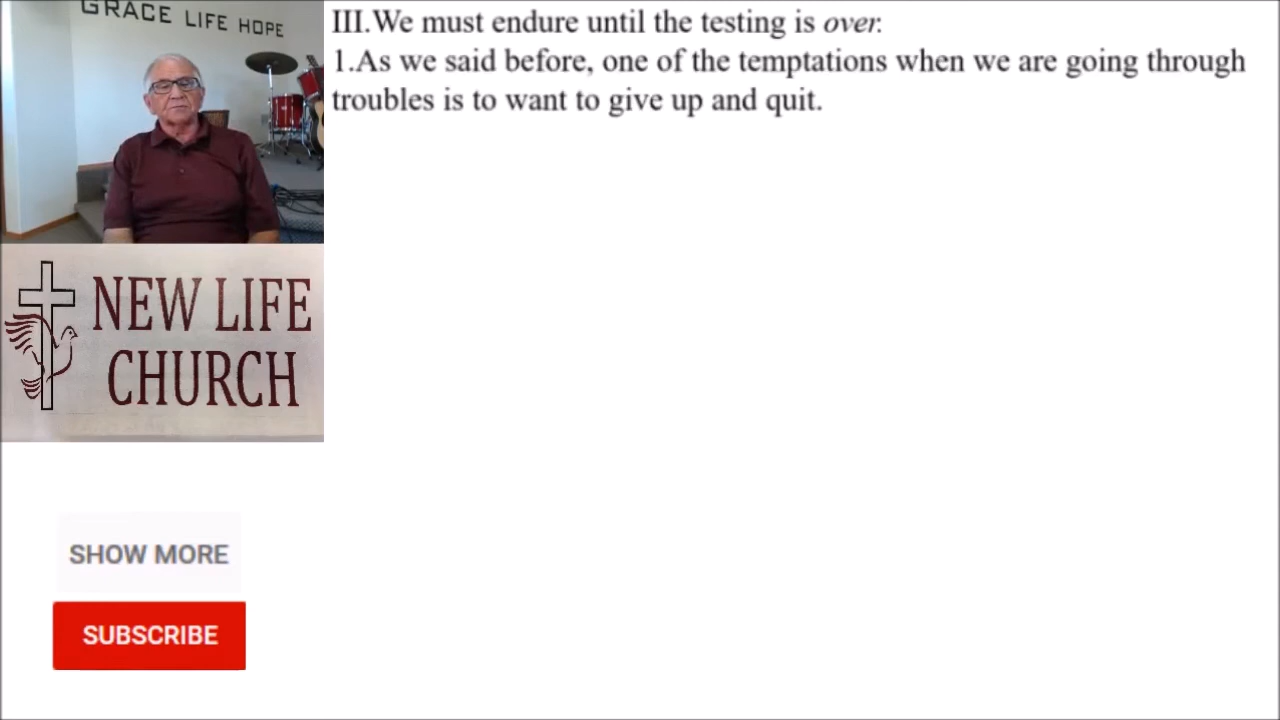 GRACE LIFE HOPE
III.We must endure until the testing is over:
1.As we said before, one of the temptations when we are going through
troubles is to want to give up and quit.
NEW LIFE
CHURCH
SHOW MORE
SUBSCRIBE